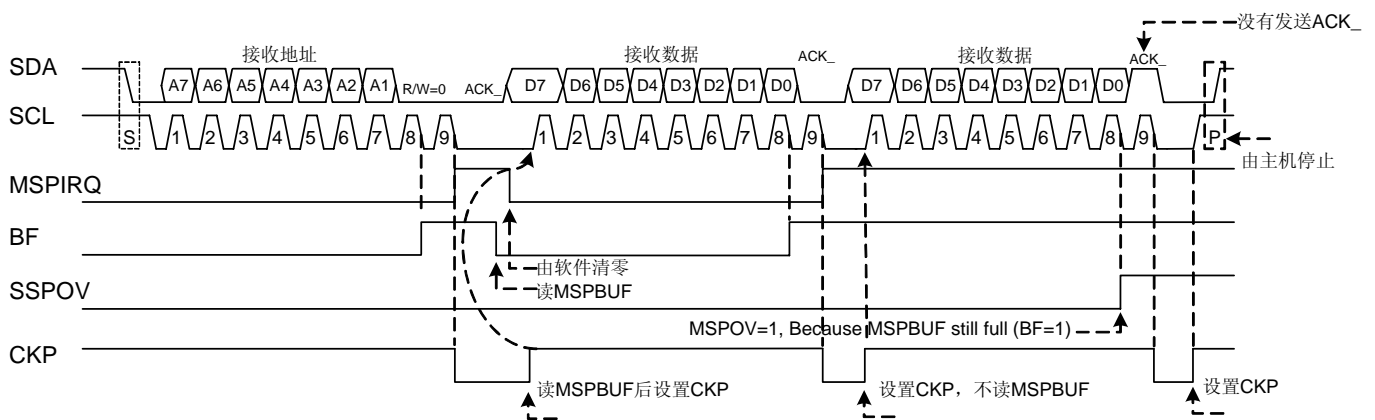 没有发送ACK_
接收地址 接收数据 ACK_ 接收数据 ACK_
SDA A7 A6 A5 A4 A3 A2 A1 R/W=0 ACK_ D7 D6 D5 D4 D3 D2 D1 D0 D7 D6 D5 D4 D3 D2 D1 D0
SCL S 1 2 3 4 5 6 7 8 9 1 2 3 4 5 6 7 8 9 1 2 3 4 5 6 7 8 9 P
由主机停止
MSPIRQ
BF
由软件清零
读MSPBUF
SSPOV
MSPOV=1, Because MSPBUF still full (BF=1)
CKP
读MSPBUF后设置CKP 设置CKP，不读MSPBUF 设置CKP